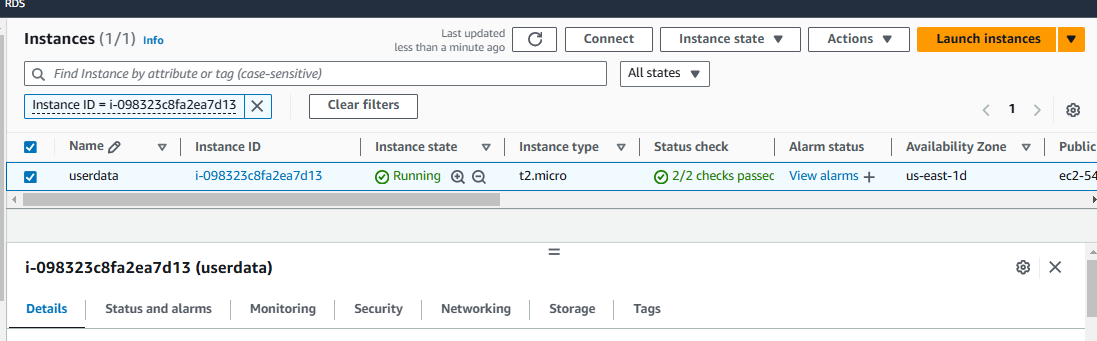 RDS
Instances (1/1) Info
Last updated
less than a minute ago
Connect
Instance state
Actions
Launch instances
Find Instance by attribute or tag (case-sensitive)
All states
Instance ID = i-098323c8fa2ea7d13
Clear filters
1
Name Instance ID Instance state Instance type Status check Alarm status Availability Zone Public
userdata i-098323c8fa2ea7d13 Running t2.micro 2/2 checks passec View alarms + us-east-1d ec2-54
i-098323c8fa2ea7d13 (userdata)
Details Status and alarms Monitoring Security Networking Storage Tags